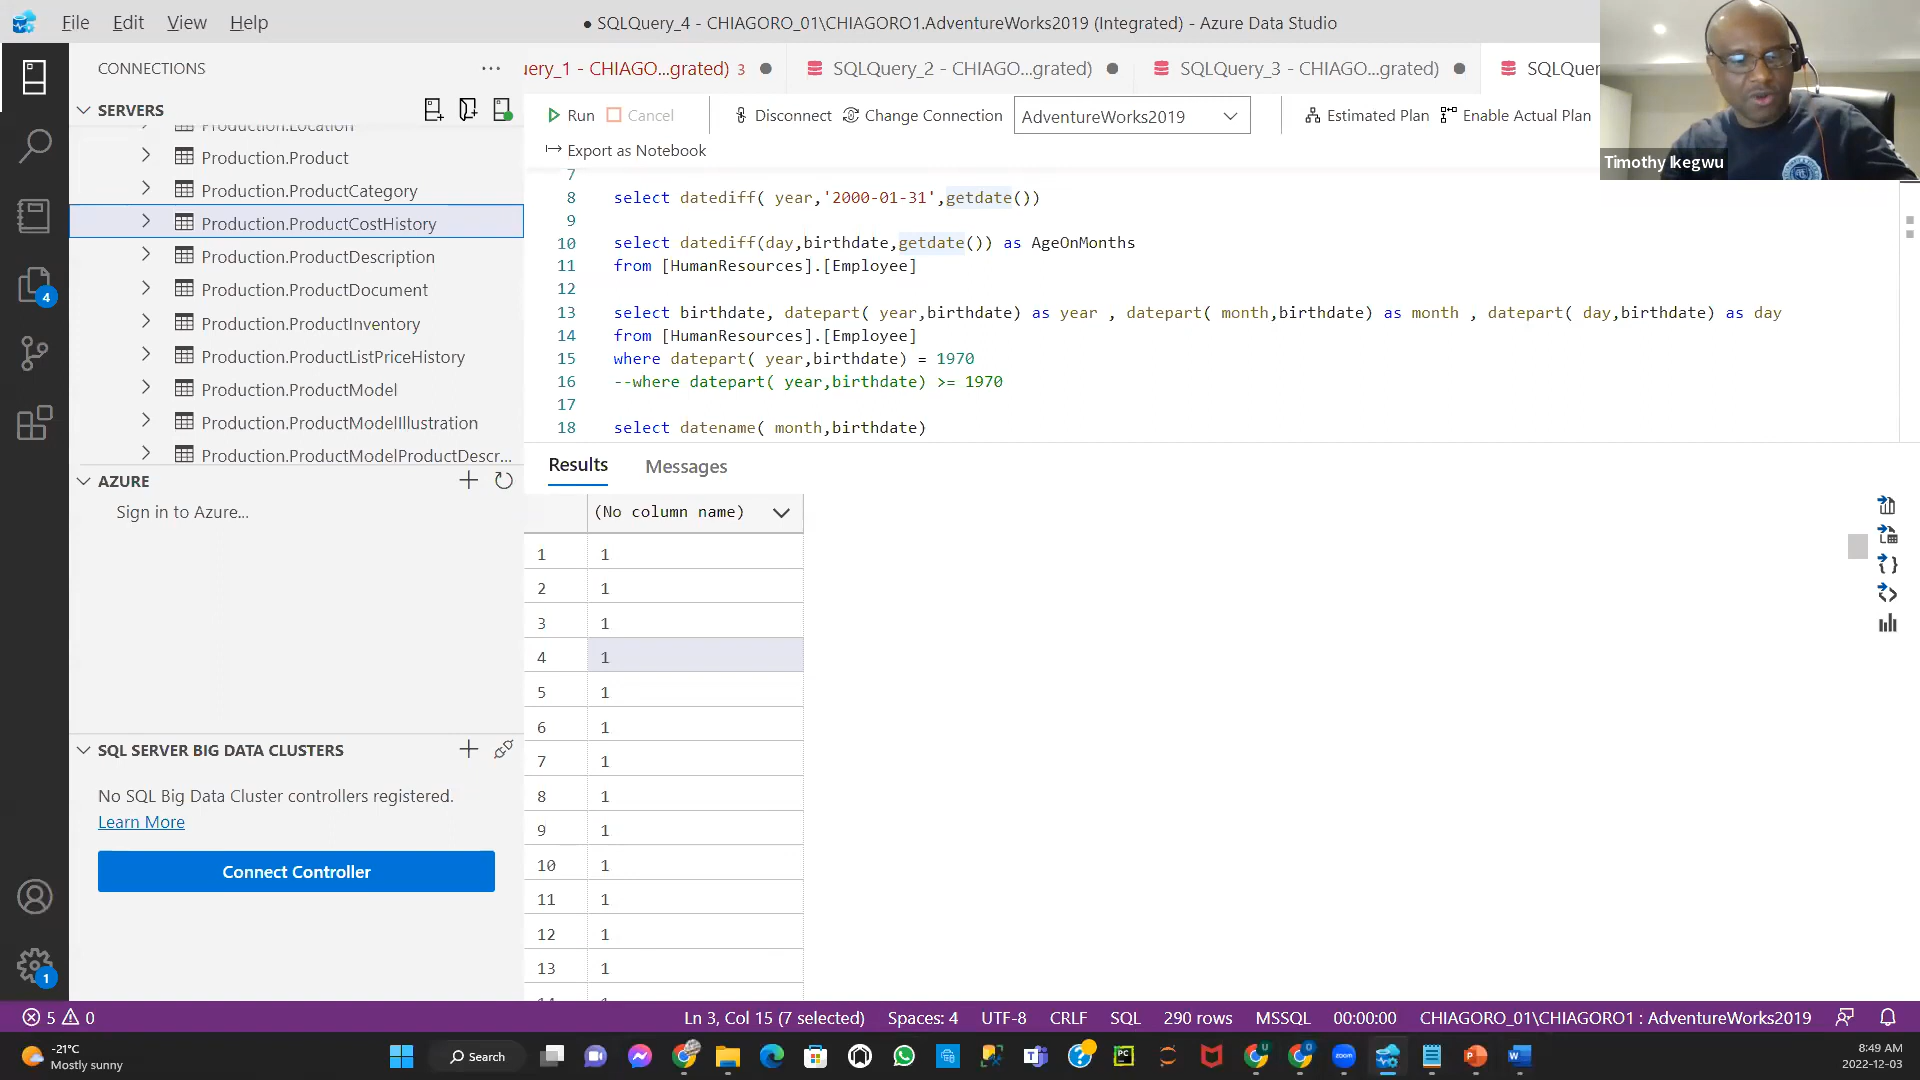 File Edit View Help
● SQLQuery_4 - CHIAGORO_01\CHIAGORO1.AdventureWorks2019 (Integrated) - Azure Data Studio
CONNECTIONS
SERVERS
Production.Location
Production.Product
Production.ProductCategory
Production.ProductCostHistory
Production.ProductDescription
Production.ProductDocument
Production.ProductInventory
Production.ProductListPriceHistory
Production.ProductModel
Production.ProductModelIllustration
Production.ProductModelProductDescr...
AZURE
Sign in to Azure...
SQL SERVER BIG DATA CLUSTERS
No SQL Big Data Cluster controllers registered.
Learn More
Connect Controller
4
1
uery_1 - CHIAGO...grated) 3
SQLQuery_2 - CHIAGO...grated)
SQLQuery_3 - CHIAGO...grated)
SQLQuer
Run Cancel Disconnect Change Connection AdventureWorks2019 Estimated Plan Enable Actual Plan
Export as Notebook
Timothy Ikegwu
7
8 select datediff( year,'2000-01-31',getdate())
9
10 select datediff(day,birthdate,getdate()) as AgeOnMonths
11 from [HumanResources].[Employee]
12
13 select birthdate, datepart( year,birthdate) as year , datepart( month,birthdate) as month , datepart( day,birthdate) as day
14 from [HumanResources].[Employee]
15 where datepart( year,birthdate) = 1970
16 --where datepart( year,birthdate) >= 1970
17
18 select datename( month,birthdate)
Results Messages
(No column name)
1 1
2 1
3 1
4 1
5 1
6 1
7 1
8 1
9 1
10 1
11 1
12 1
13 1
14 1
5 0
Ln 3, Col 15 (7 selected) Spaces: 4 UTF-8 CRLF SQL 290 rows MSSQL 00:00:00 CHIAGORO_01\CHIAGORO1 : AdventureWorks2019
-21°C
Mostly sunny
Search
zoom
8:49 AM
2022-12-03